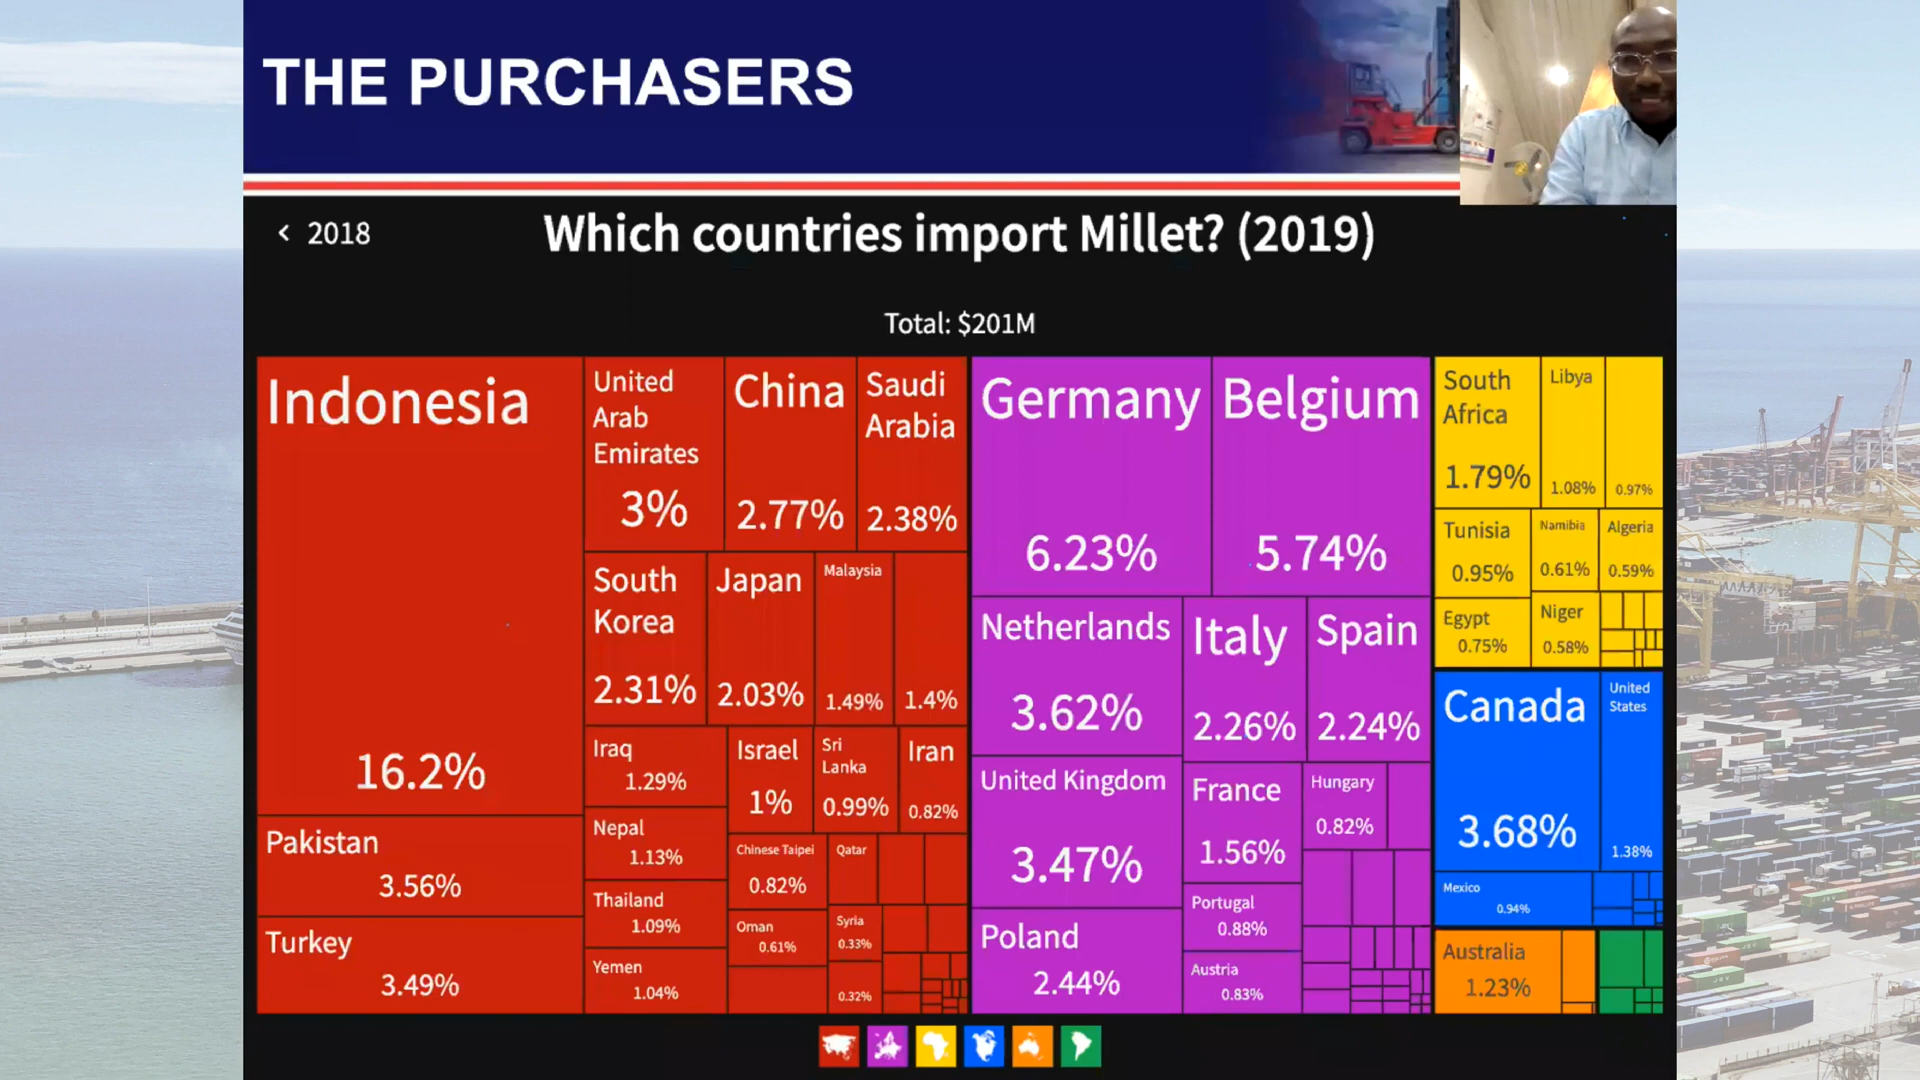 THE PURCHASERS
< 2018
Which countries import Millet? (2019)
Total: $201M
Indonesia
16.2%
Pakistan
3.56%
Turkey
3.49%
United
Arab
Emirates
3%
China
2.77%
Saudi
Arabia
2.38%
South
Korea
2.31%
Japan
2.03%
Malaysia
1.49%
1.4%
Iraq
1.29%
Nepal
1.13%
Thailand
1.09%
Yemen
1.04%
Israel
1%
Sri
Lanka
0.99%
Iran
0.82%
Chinese Taipei
0.82%
Qatar
Oman
0.61%
Syria
0.33%
0.32%
Germany
6.23%
Belgium
5.74%
Netherlands
3.62%
Italy
2.26%
Spain
2.24%
United Kingdom
3.47%
France
1.56%
Hungary
0.82%
Poland
2.44%
Portugal
0.88%
Austria
0.83%
South
Africa
1.79%
Libya
1.08%
0.97%
Tunisia
0.95%
Namibia
0.61%
Algeria
0.59%
Egypt
0.75%
Niger
0.58%
Canada
3.68%
United
States
1.38%
Mexico
0.94%
Australia
1.23%